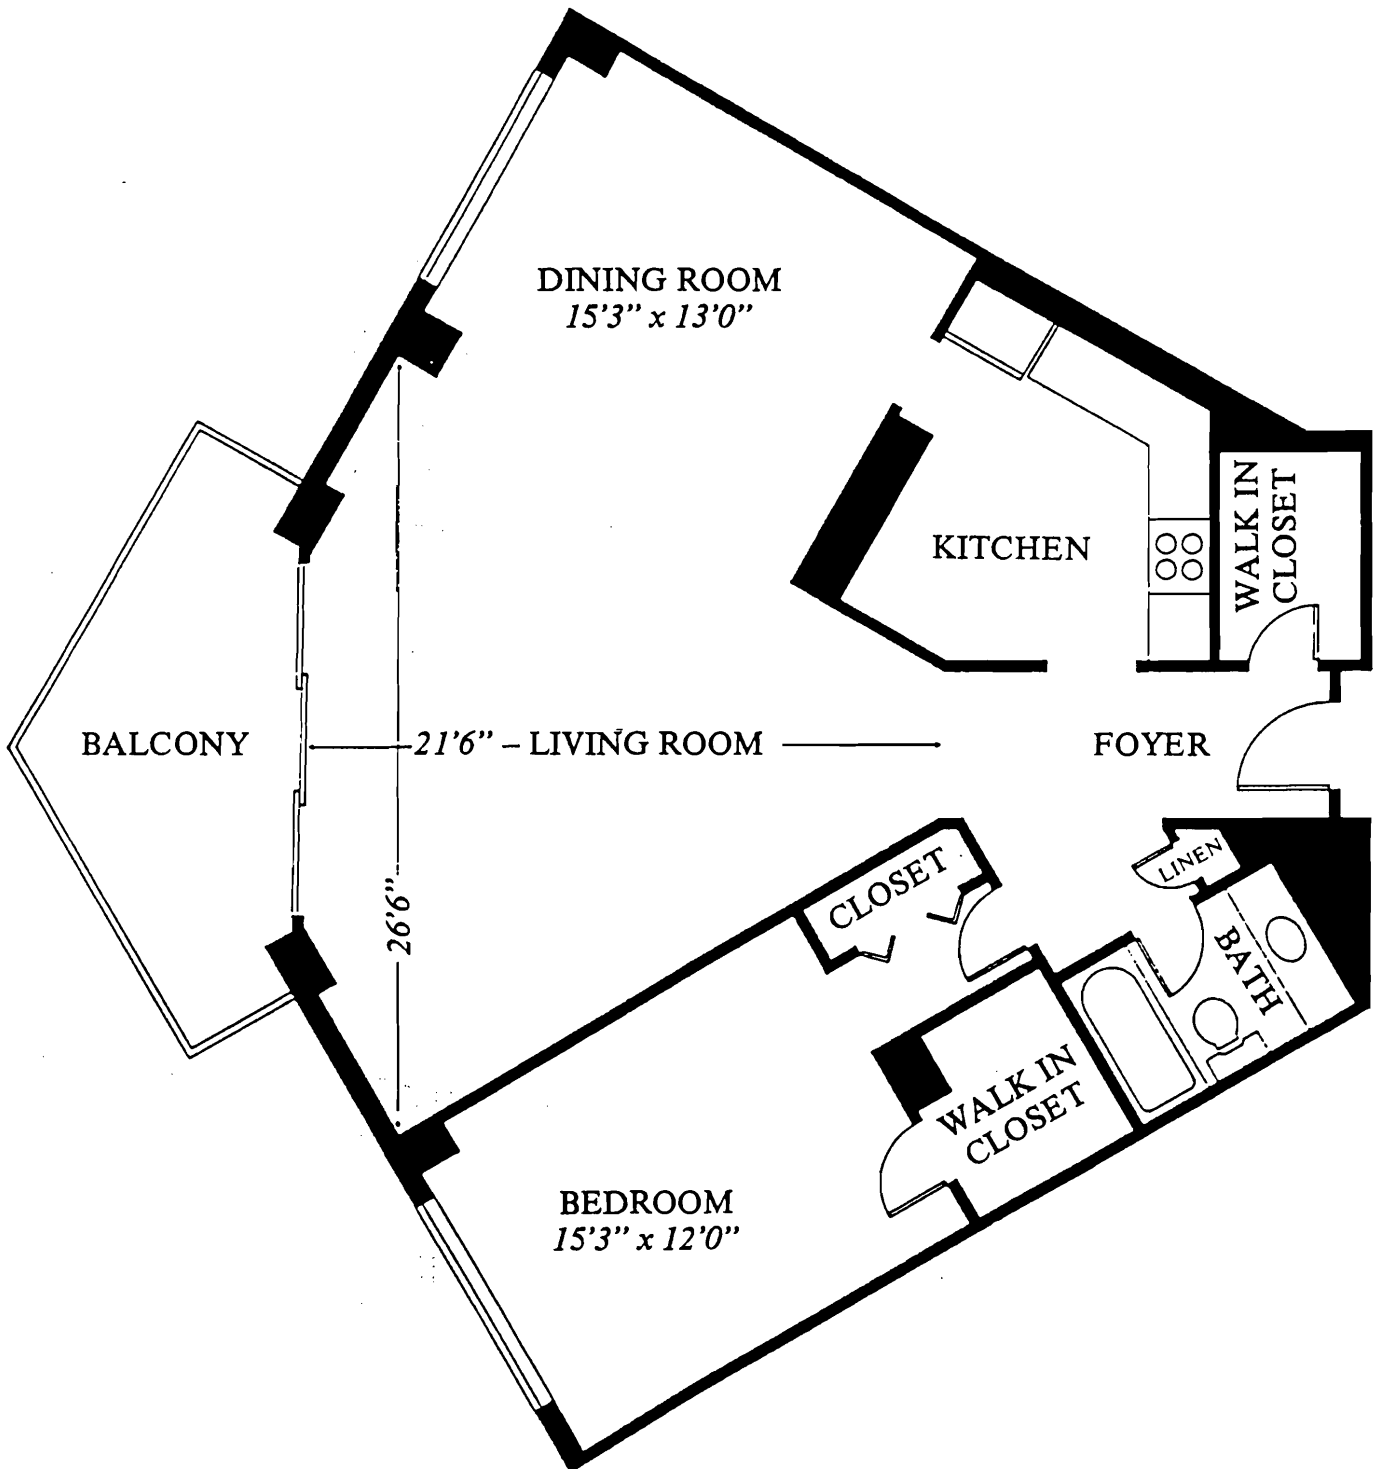 DINING ROOM
15'3" x 13'0"
WALK IN
CLOSET
KITCHEN
BALCONY
21'6" – LIVING ROOM
FOYER
26'6"
CLOSET
LINEN
BATH
WALK IN
CLOSET
BEDROOM
15'3" x 12'0"